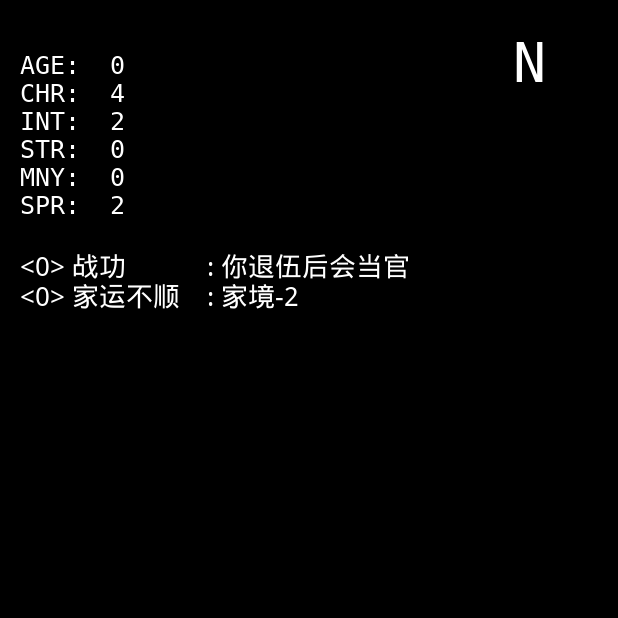 N
AGE: 0
CHR: 4
INT: 2
STR: 0
MNY: 0
SPR: 2
<O> 战功 : 你退伍后会当官
<O> 家运不顺 : 家境-2